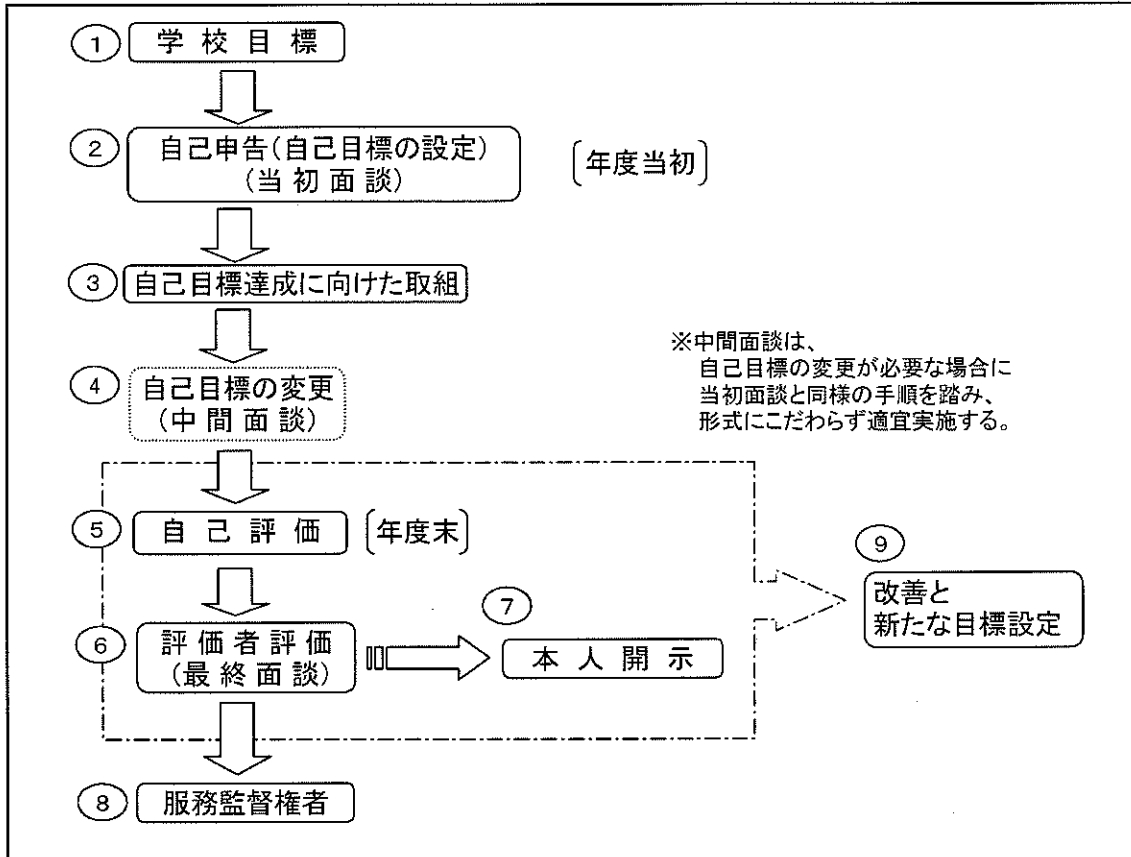 ① 学校目標
② 自己申告(自己目標の設定)
(当初面談)
〔年度当初〕
③ 自己目標達成に向けた取組
※中間面談は、
自己目標の変更が必要な場合に
当初面談と同様の手順を踏み、
形式にこだわらず適宜実施する。
④ 自己目標の変更
(中間面談)
⑤ 自己評価
〔年度末〕
⑥ 評価者評価
(最終面談)
⑦ 本人開示
⑧ 服務監督権者
⑨ 改善と
新たな目標設定